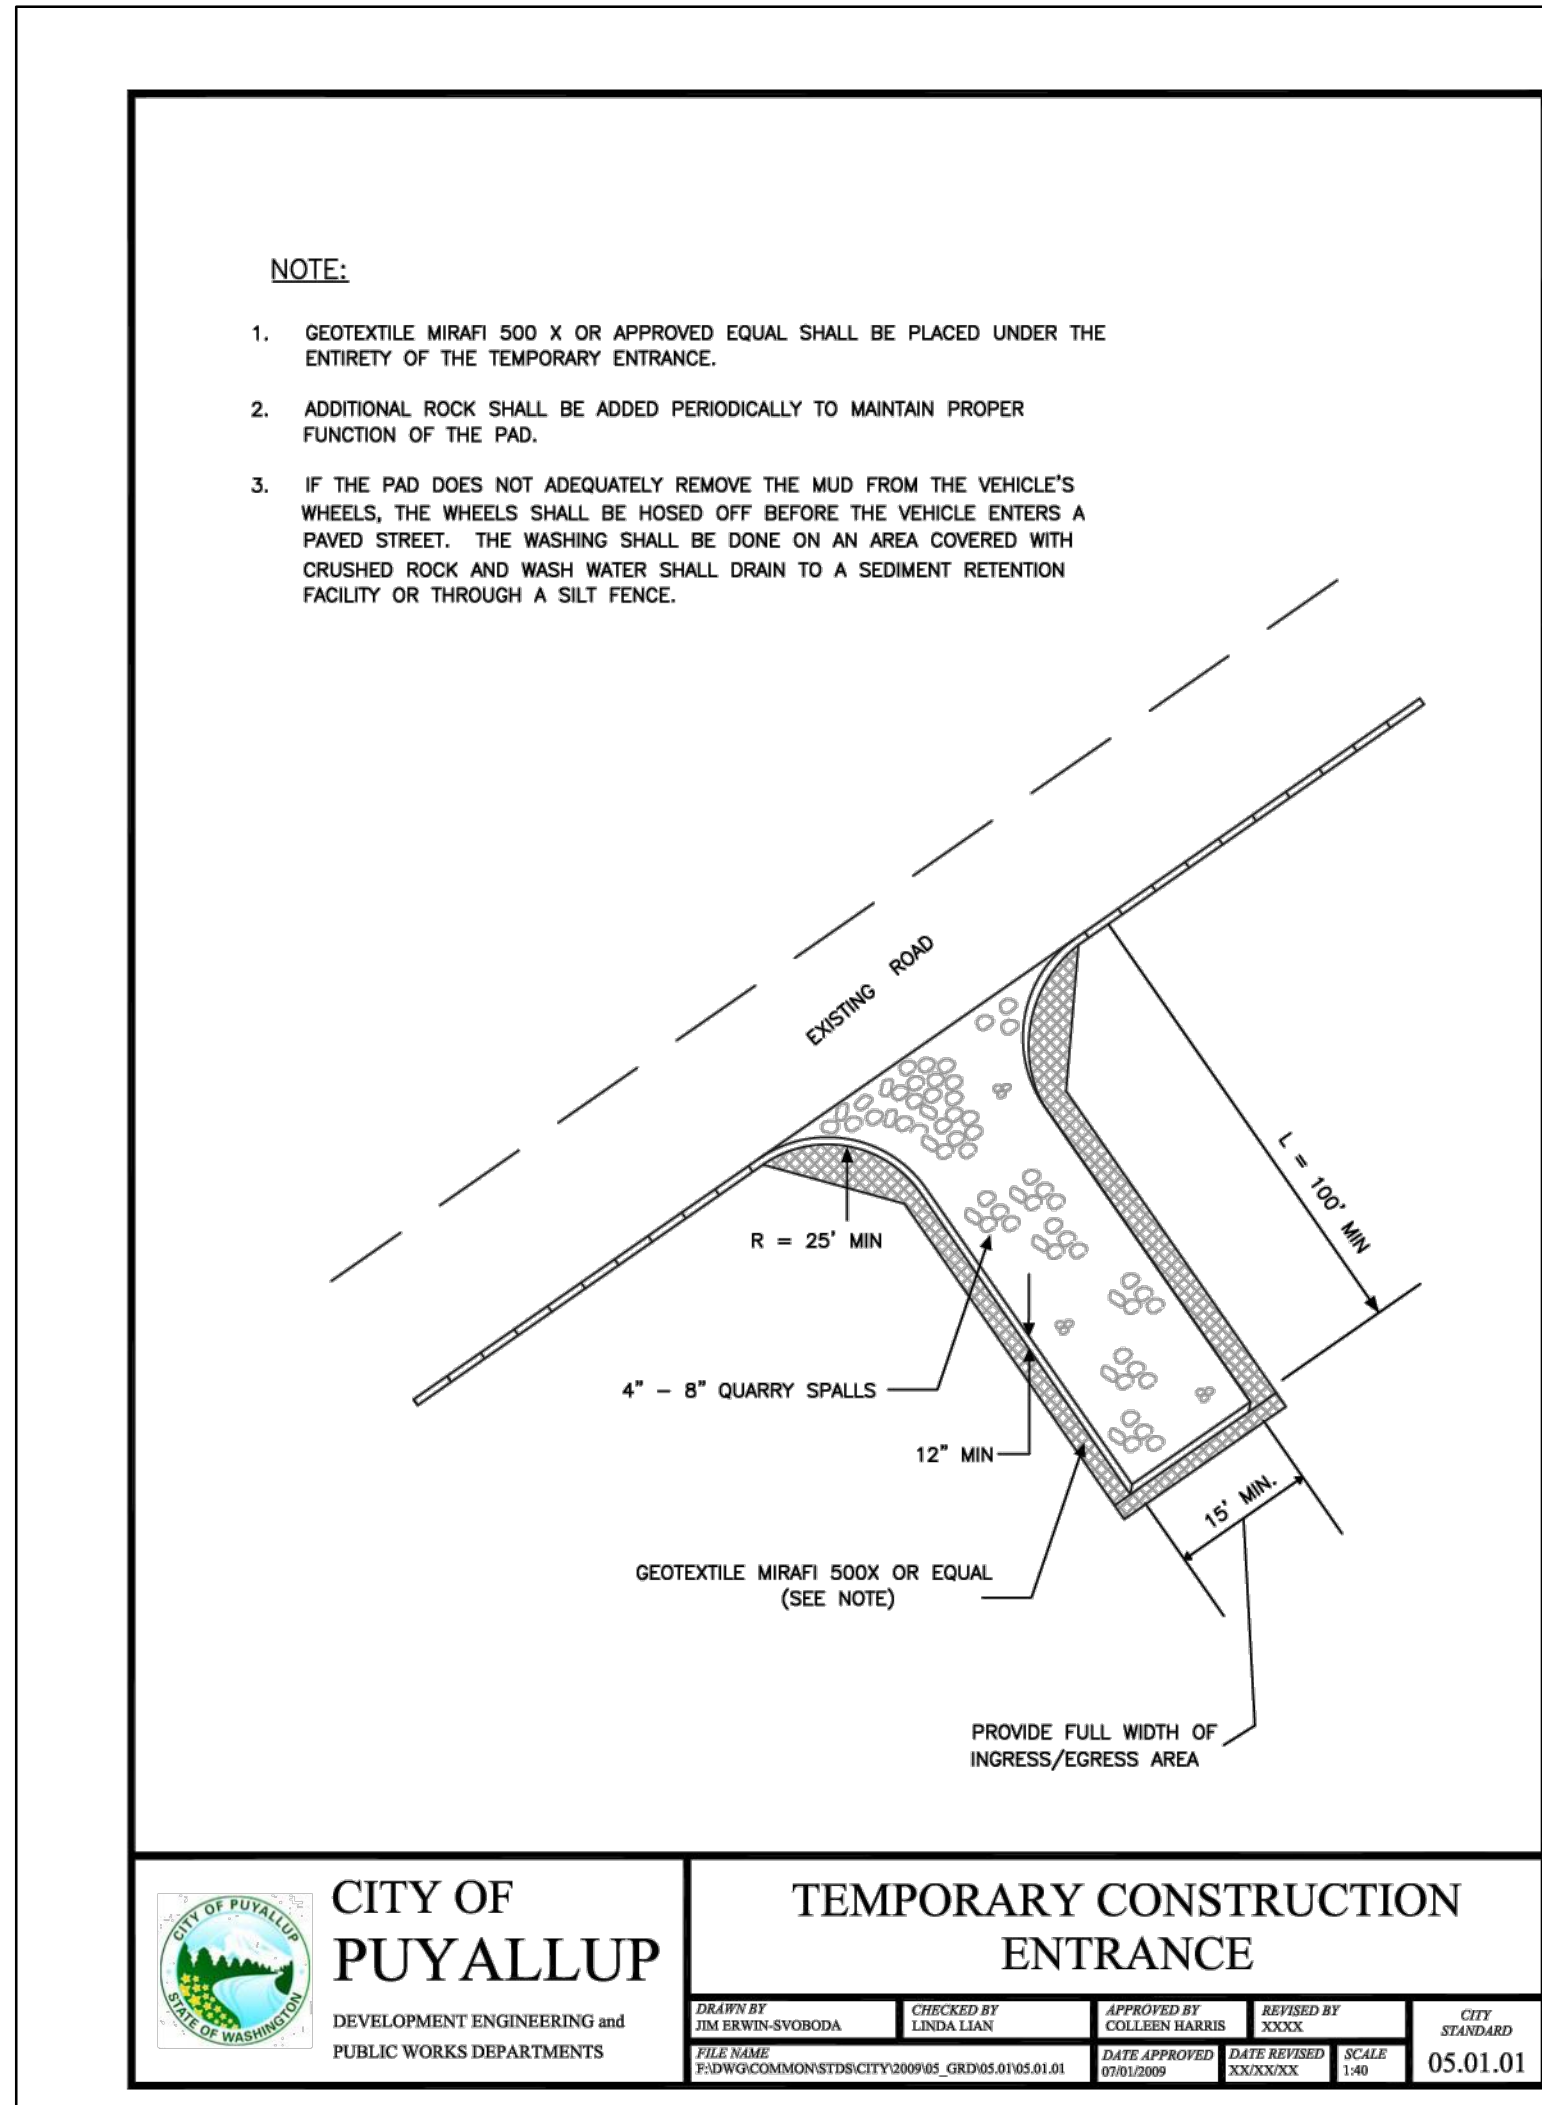 NOTE:
1. GEOTEXTILE MIRAFI 500 X OR APPROVED EQUAL SHALL BE PLACED UNDER THE
ENTIRETY OF THE TEMPORARY ENTRANCE.
2. ADDITIONAL ROCK SHALL BE ADDED PERIODICALLY TO MAINTAIN PROPER
FUNCTION OF THE PAD.
3. IF THE PAD DOES NOT ADEQUATELY REMOVE THE MUD FROM THE VEHICLE'S
WHEELS, THE WHEELS SHALL BE HOSED OFF BEFORE THE VEHICLE ENTERS A
PAVED STREET. THE WASHING SHALL BE DONE ON AN AREA COVERED WITH
CRUSHED ROCK AND WASH WATER SHALL DRAIN TO A SEDIMENT RETENTION
FACILITY OR THROUGH A SILT FENCE.
EXISTING ROAD
L = 100' MIN
R = 25' MIN
4" – 8" QUARRY SPALLS
12" MIN
15' MIN.
GEOTEXTILE MIRAFI 500X OR EQUAL
(SEE NOTE)
PROVIDE FULL WIDTH OF
INGRESS/EGRESS AREA
CITY OF PUYALLUP
STATE OF WASHINGTON
CITY OF
PUYALLUP
DEVELOPMENT ENGINEERING and
PUBLIC WORKS DEPARTMENTS
TEMPORARY CONSTRUCTION
ENTRANCE
DRAWN BY
JIM ERWIN-SVOBODA
CHECKED BY
LINDA LIAN
APPROVED BY
COLLEEN HARRIS
REVISED BY
XXXX
FILE NAME
F:\DWG\COMMON\STDS\CITY\2009\05_GRD\05.01\05.01.01
DATE APPROVED
07/01/2009
DATE REVISED
XX/XX/XX
SCALE
1:40
CITY
STANDARD
05.01.01